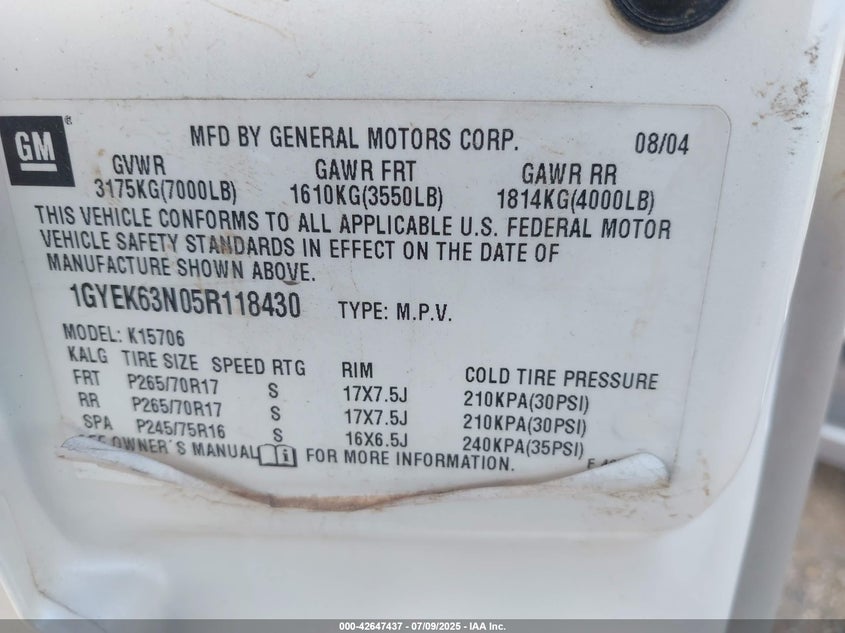 GM ®
MFD BY GENERAL MOTORS CORP. 08/04
GVWR GAWR FRT GAWR RR
3175KG(7000LB) 1610KG(3550LB) 1814KG(4000LB)
THIS VEHICLE CONFORMS TO ALL APPLICABLE U.S. FEDERAL MOTOR
VEHICLE SAFETY STANDARDS IN EFFECT ON THE DATE OF
MANUFACTURE SHOWN ABOVE.
1GYEK63N05R118430 TYPE: M.P.V.
MODEL: K15706
KALG TIRE SIZE SPEED RTG RIM COLD TIRE PRESSURE
FRT P265/70R17 S 17X7.5J 210KPA(30PSI)
RR P265/70R17 S 17X7.5J 210KPA(30PSI)
SPA P245/75R16 S 16X6.5J 240KPA(35PSI)
OWNER'S MANUAL FOR MORE INFORMATION.
000-42647437 - 07/09/2025 - IAA Inc.